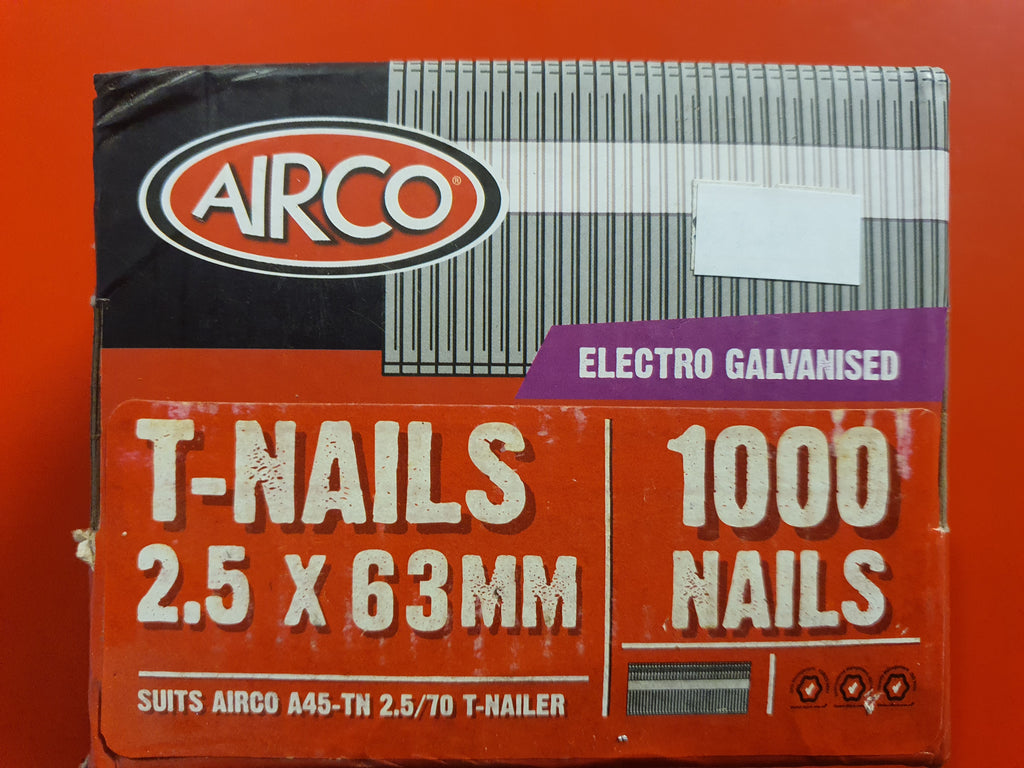 AIRCO®
ELECTRO GALVANISED
T-NAILS
2.5 X 63MM
1000
NAILS
SUITS AIRCO A45-TN 2.5/70 T-NAILER